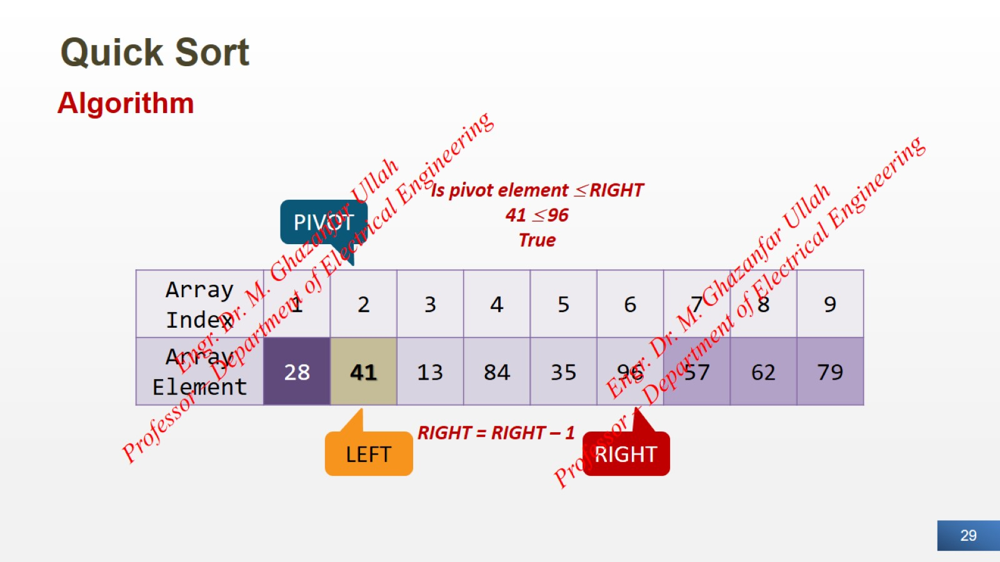 Quick Sort
Algorithm
Is pivot element ≤RIGHT
41 ≤96
True
PIVOT
Array Index 1 2 3 4 5 6 7 8 9
Array Element 28 41 13 84 35 96 57 62 79
LEFT
RIGHT = RIGHT – 1
RIGHT
Engr. Dr. M. Ghazanfar Ullah
Professor – Department of Electrical Engineering
Engr. Dr. M. Ghazanfar Ullah
Professor – Department of Electrical Engineering
29